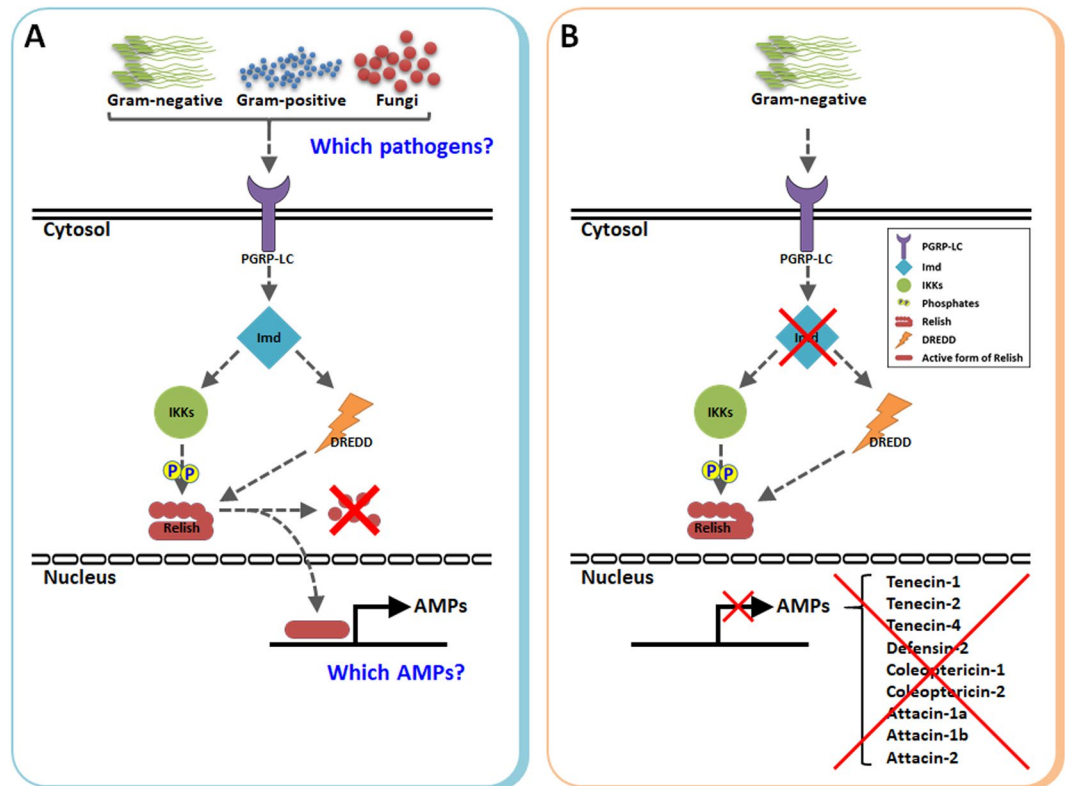 A
Gram-negative
Gram-positive
Fungi
Which pathogens?
Cytosol
PGRP-LC
Imd
IKKs
DREDD
P P
Relish
Nucleus
AMPs
Which AMPs?
B
Gram-negative
Cytosol
PGRP-LC
PGRP-LC
Imd
IKKs
P P Phosphates
Relish
DREDD
Active form of Relish
Imd
IKKs
DREDD
P P
Relish
Nucleus
AMPs
Tenecin-1
Tenecin-2
Tenecin-4
Defensin-2
Coleoptericin-1
Coleoptericin-2
Attacin-1a
Attacin-1b
Attacin-2